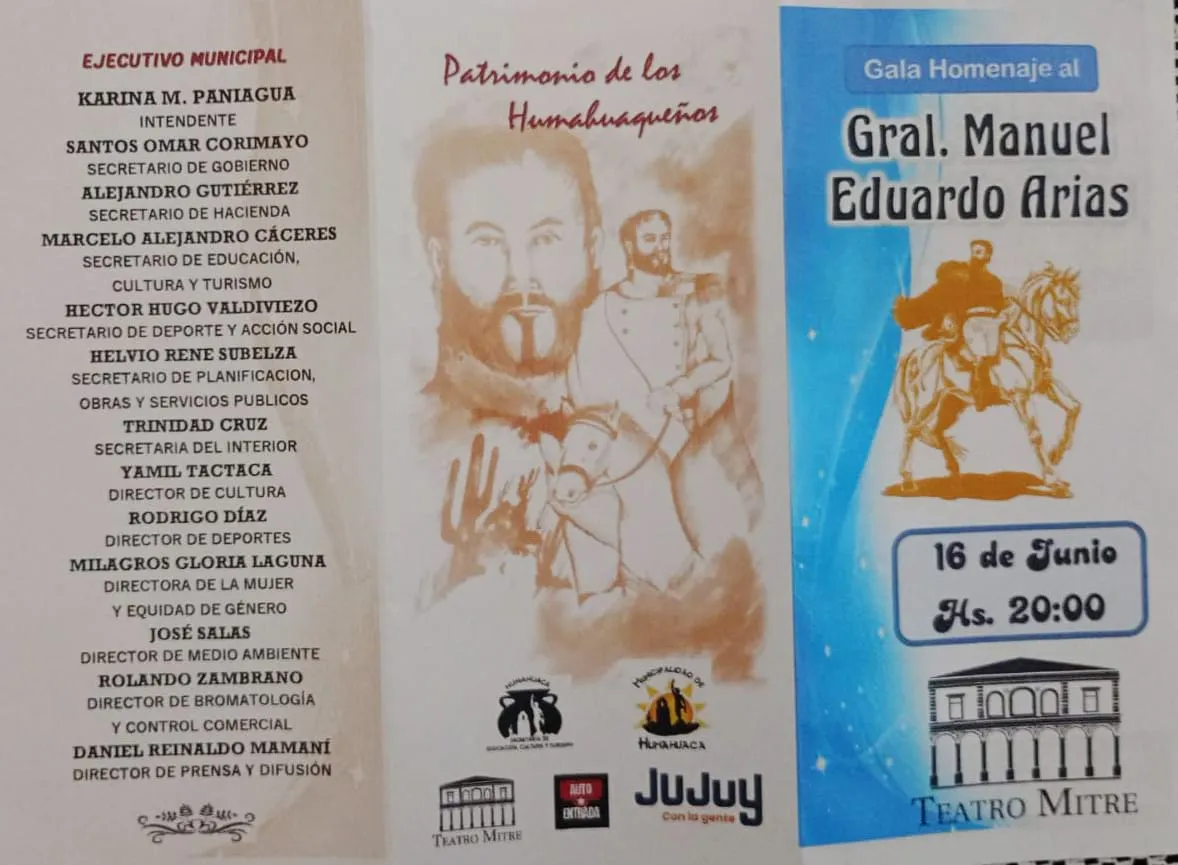 EJECUTIVO MUNICIPAL
KARINA M. PANIAGUA
INTENDENTE
SANTOS OMAR CORIMAYO
SECRETARIO DE GOBIERNO
ALEJANDRO GUTIÉRREZ
SECRETARIO DE HACIENDA
MARCELO ALEJANDRO CÁCERES
SECRETARIO DE EDUCACIÓN,
CULTURA Y TURISMO
HECTOR HUGO VALDIVIEZO
SECRETARIO DE DEPORTE Y ACCIÓN SOCIAL
HELVIO RENE SUBELZA
SECRETARIO DE PLANIFICACION,
OBRAS Y SERVICIOS PUBLICOS
TRINIDAD CRUZ
SECRETARIA DEL INTERIOR
YAMIL TACTACA
DIRECTOR DE CULTURA
RODRIGO DÍAZ
DIRECTOR DE DEPORTES
MILAGROS GLORIA LAGUNA
DIRECTORA DE LA MUJER
Y EQUIDAD DE GÉNERO
JOSÉ SALAS
DIRECTOR DE MEDIO AMBIENTE
ROLANDO ZAMBRANO
DIRECTOR DE BROMATOLOGÍA
Y CONTROL COMERCIAL
DANIEL REINALDO MAMANÍ
DIRECTOR DE PRENSA Y DIFUSIÓN
Patrimonio de los
Humahuaqueños
HUMAHUACA
SECRETARÍA DE
EDUCACIÓN, CULTURA Y TURISMO
MUNICIPALIDAD DE
HUMAHUACA
TEATRO MITRE
AUTO
ENTRADA
JUJUY
Con la gente
Gala Homenaje al
Gral. Manuel
Eduardo Arias
16 de Junio
Hs. 20:00
TEATRO MITRE